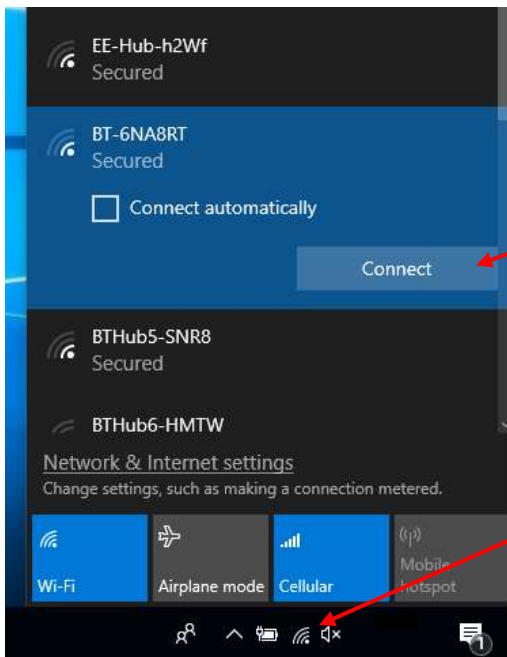 EE-Hub-h2Wf
Secured
BT-6NA8RT
Secured
Connect automatically
Connect
BTHub5-SNR8
Secured
BTHub6-HMTW
Network & Internet settings
Change settings, such as making a connection metered.
Wi-Fi
Airplane mode
Cellular
Mobile
hotspot
1